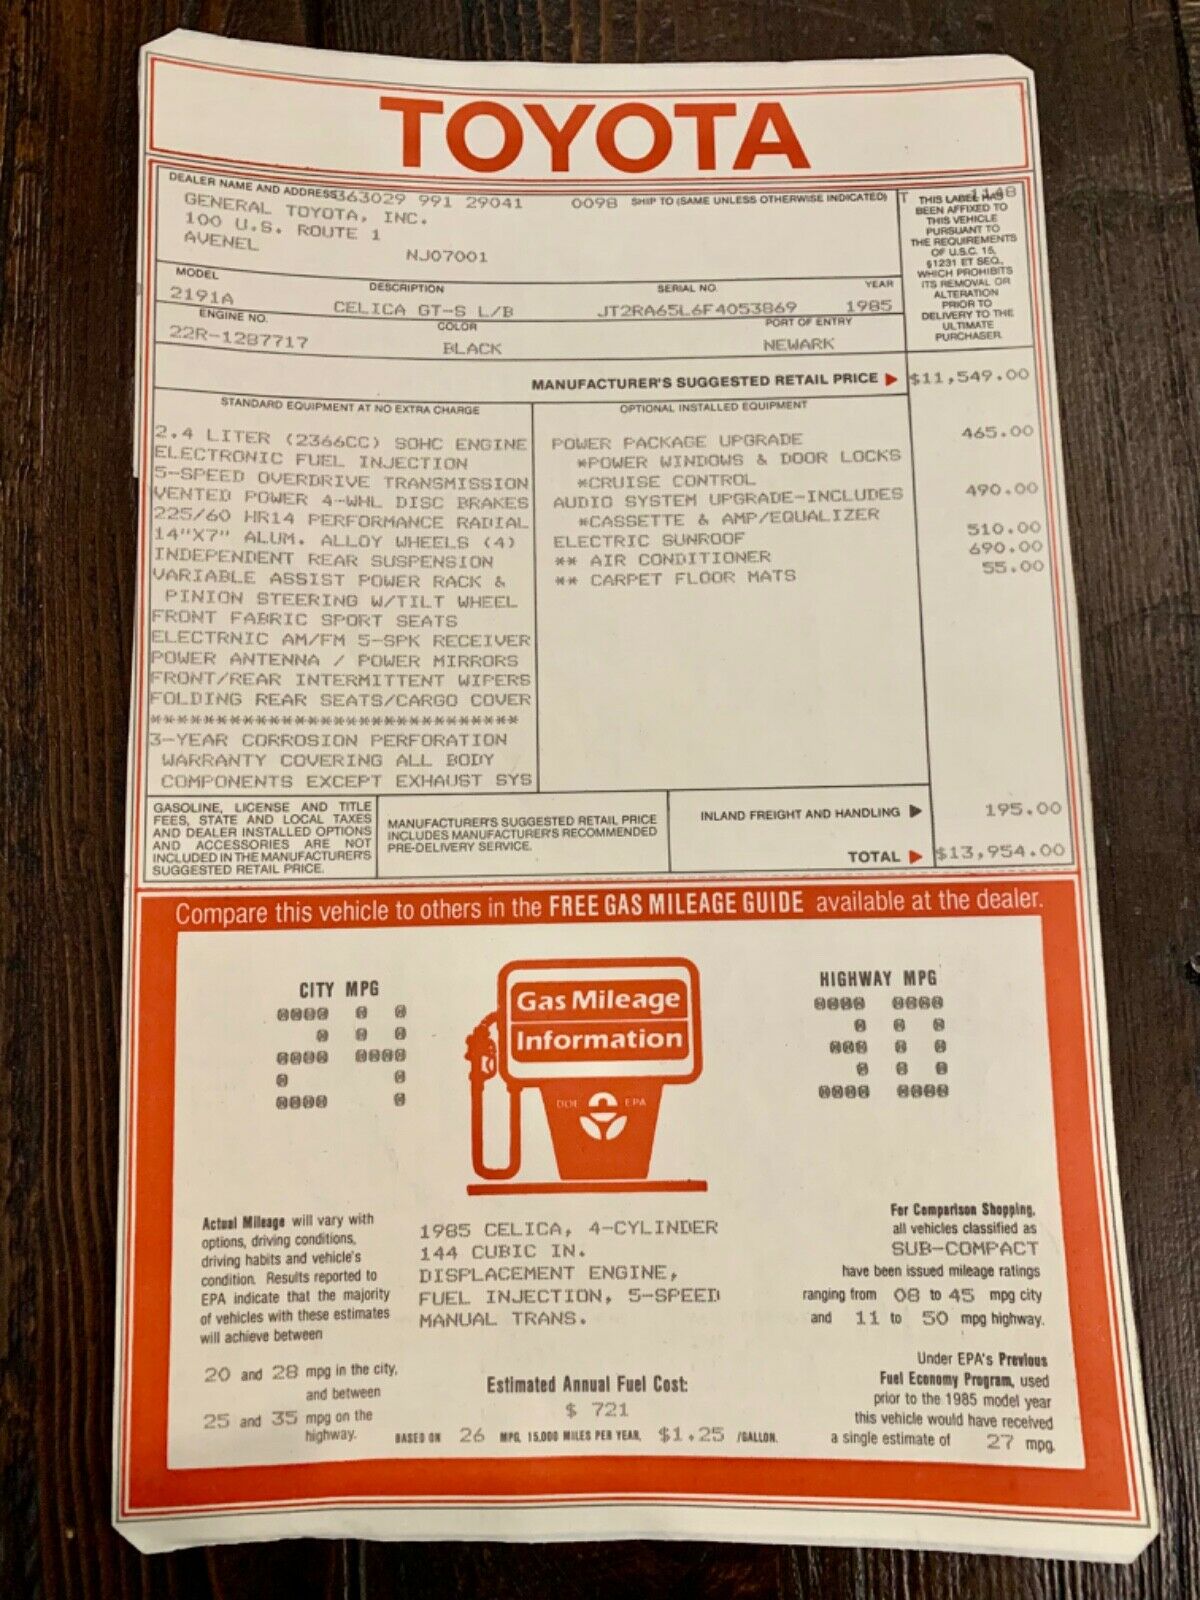 TOYOTA
DEALER NAME AND ADDRESS 363029 991 29041 0098 SHIP TO (SAME UNLESS OTHERWISE INDICATED) T 1148
GENERAL TOYOTA, INC.
100 U.S. ROUTE 1
AVENEL NJ07001
THIS LABEL HAS
BEEN AFFIXED TO
THIS VEHICLE
PURSUANT TO
THE REQUIREMENTS
OF U.S.C. 15,
§1231 ET SEQ.,
WHICH PROHIBITS
ITS REMOVAL OR
ALTERATION
PRIOR TO
DELIVERY TO THE
ULTIMATE
PURCHASER.
MODEL DESCRIPTION SERIAL NO. YEAR
2191A CELICA GT-S L/B JT2RA65L6F4053869 1985
ENGINE NO. COLOR PORT OF ENTRY
22R-1287717 BLACK NEWARK
MANUFACTURER'S SUGGESTED RETAIL PRICE ▶ $11,549.00
STANDARD EQUIPMENT AT NO EXTRA CHARGE
2.4 LITER (2366CC) SOHC ENGINE
ELECTRONIC FUEL INJECTION
5-SPEED OVERDRIVE TRANSMISSION
VENTED POWER 4-WHL DISC BRAKES
225/60 HR14 PERFORMANCE RADIAL
14"X7" ALUM. ALLOY WHEELS (4)
INDEPENDENT REAR SUSPENSION
VARIABLE ASSIST POWER RACK &
PINION STEERING W/TILT WHEEL
FRONT FABRIC SPORT SEATS
ELECTRNIC AM/FM 5-SPK RECEIVER
POWER ANTENNA / POWER MIRRORS
FRONT/REAR INTERMITTENT WIPERS
FOLDING REAR SEATS/CARGO COVER
******************************
3-YEAR CORROSION PERFORATION
WARRANTY COVERING ALL BODY
COMPONENTS EXCEPT EXHAUST SYS
OPTIONAL INSTALLED EQUIPMENT
POWER PACKAGE UPGRADE 465.00
*POWER WINDOWS & DOOR LOCKS
*CRUISE CONTROL
AUDIO SYSTEM UPGRADE-INCLUDES 490.00
*CASSETTE & AMP/EQUALIZER
ELECTRIC SUNROOF 510.00
** AIR CONDITIONER 690.00
** CARPET FLOOR MATS 55.00
GASOLINE, LICENSE AND TITLE
FEES, STATE AND LOCAL TAXES
AND DEALER INSTALLED OPTIONS
AND ACCESSORIES ARE NOT
INCLUDED IN THE MANUFACTURER'S
SUGGESTED RETAIL PRICE.
MANUFACTURER'S SUGGESTED RETAIL PRICE
INCLUDES MANUFACTURER'S RECOMMENDED
PRE-DELIVERY SERVICE.
INLAND FREIGHT AND HANDLING ▶ 195.00
TOTAL ▶ $13,954.00
Compare this vehicle to others in the FREE GAS MILEAGE GUIDE available at the dealer.
CITY MPG
24
Gas Mileage
Information
DOE EPA
HIGHWAY MPG
30
Actual Mileage will vary with
options, driving conditions,
driving habits and vehicle's
condition. Results reported to
EPA indicate that the majority
of vehicles with these estimates
will achieve between
20 and 28 mpg in the city,
and between
25 and 35 mpg on the
highway.
1985 CELICA, 4-CYLINDER
144 CUBIC IN.
DISPLACEMENT ENGINE,
FUEL INJECTION, 5-SPEED
MANUAL TRANS.
Estimated Annual Fuel Cost:
$ 721
BASED ON 26 MPG, 15,000 MILES PER YEAR, $1.25 /GALLON.
For Comparison Shopping,
all vehicles classified as
SUB-COMPACT
have been issued mileage ratings
ranging from 08 to 45 mpg city
and 11 to 50 mpg highway.
Under EPA's Previous
Fuel Economy Program, used
prior to the 1985 model year
this vehicle would have received
a single estimate of 27 mpg.